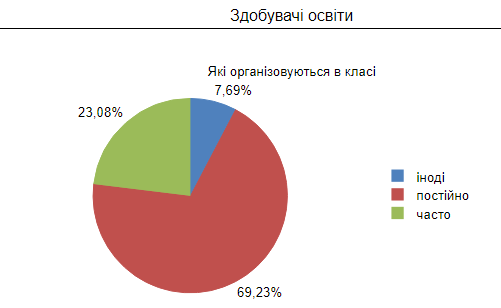 Здобувачі освіти
Які організовуються в класі
7,69%
23,08%
іноді
постійно
часто
69,23%